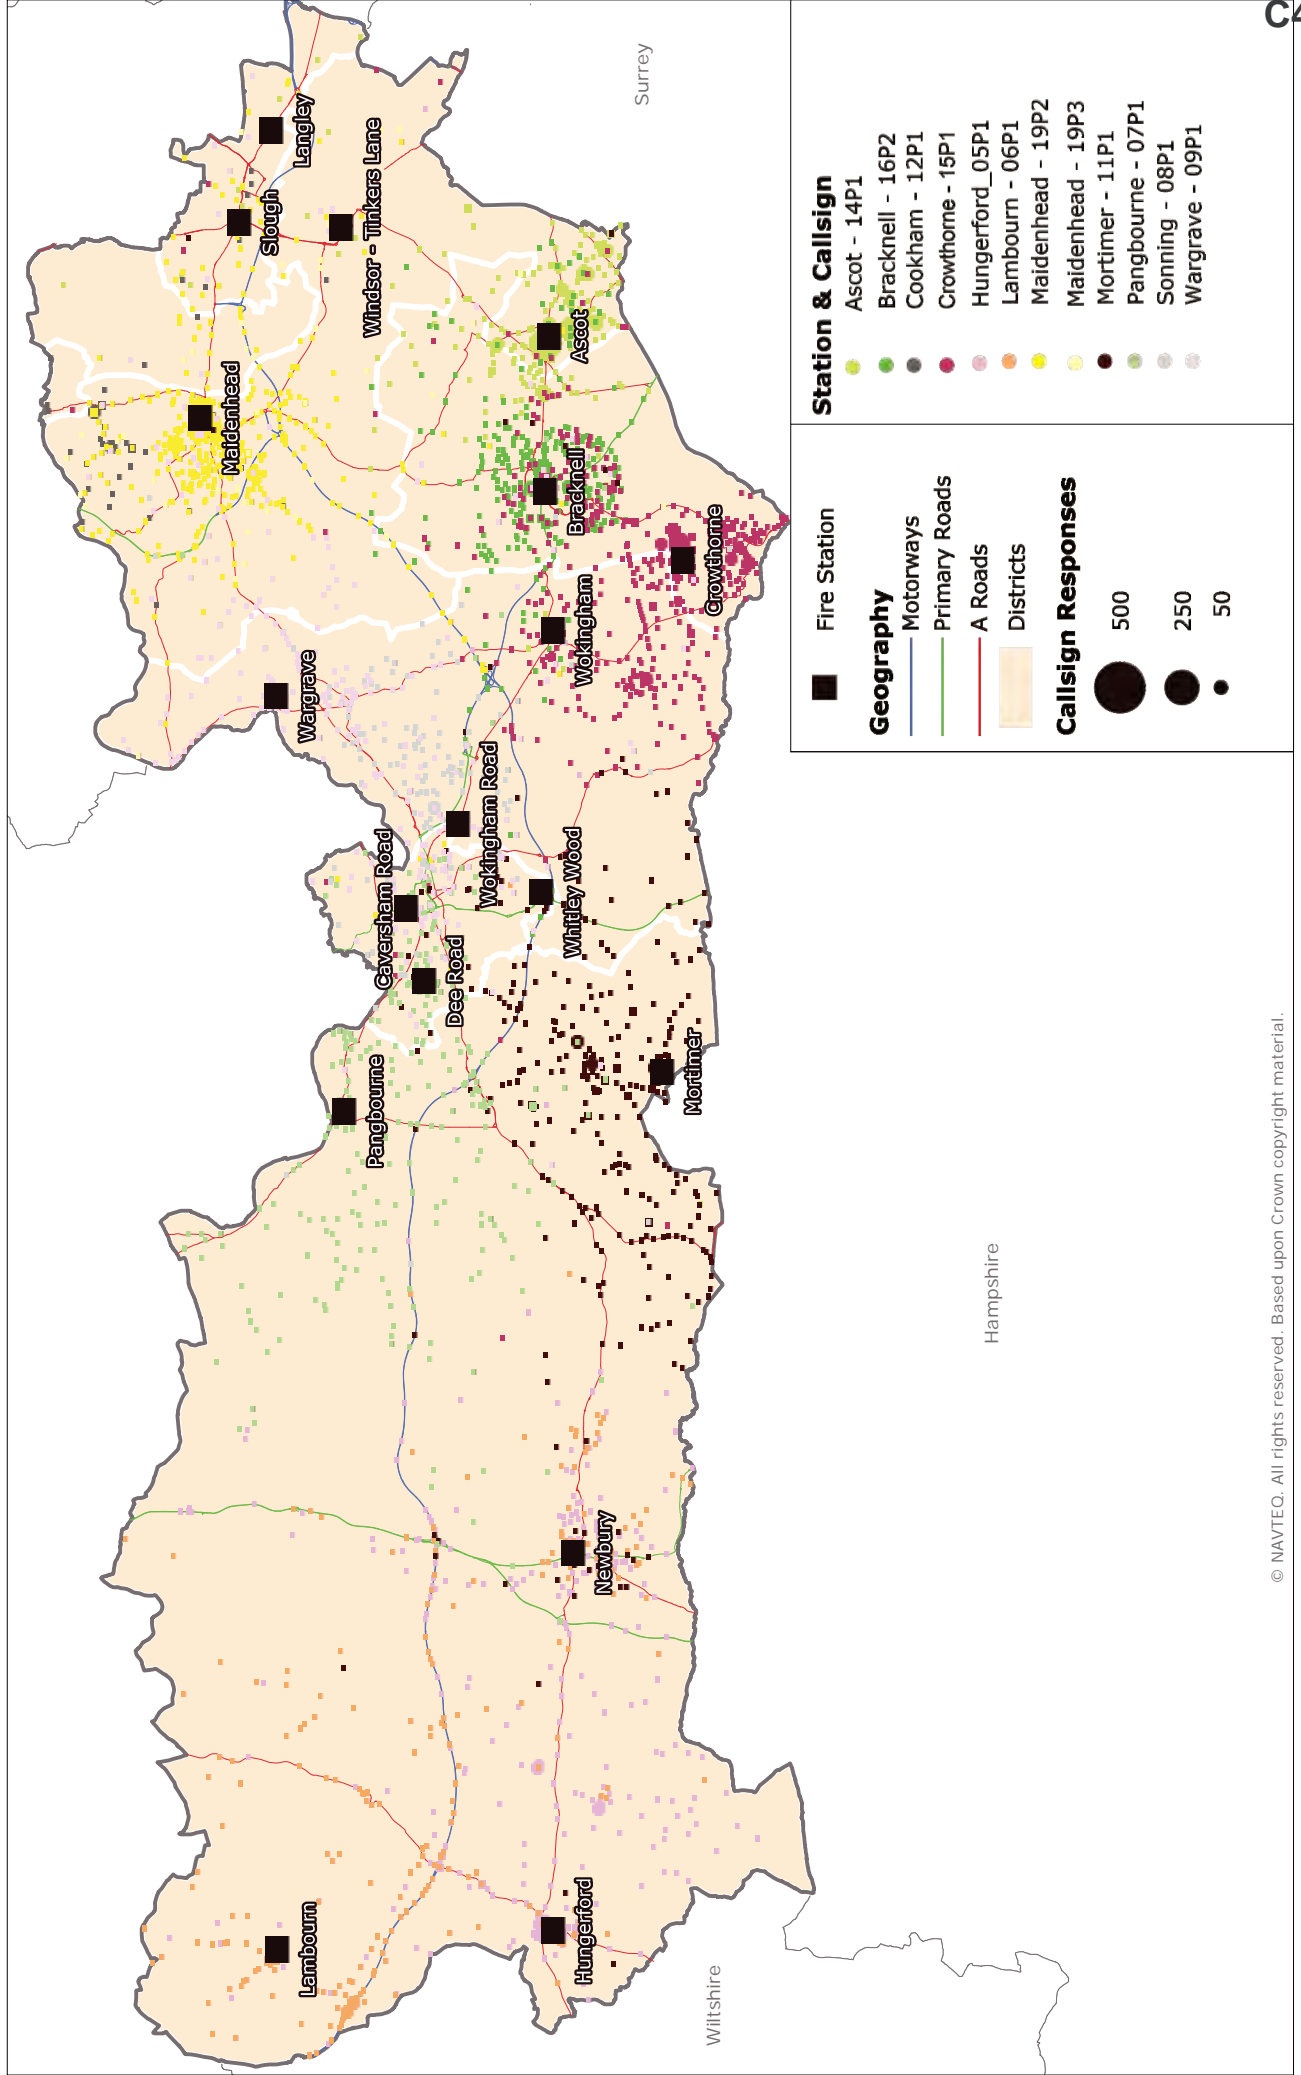 Surrey
Langley
Slough
Windsor - Tinkers Lane
Maidenhead
Ascot
Bracknell
Crowthorne
Wokingham
Wargrave
Wokingham Road
Caversham Road
Whitley Wood
Dee Road
Pangbourne
Mortimer
Newbury
Lambourn
Hungerford
Hampshire
Wiltshire
Fire Station
Geography
Motorways
Primary Roads
A Roads
Districts
Callsign Responses
500
250
50
Station & Callsign
Ascot - 14P1
Bracknell - 16P2
Cookham - 12P1
Crowthorne - 15P1
Hungerford_05P1
Lambourn - 06P1
Maidenhead - 19P2
Maidenhead - 19P3
Mortimer - 11P1
Pangbourne - 07P1
Sonning - 08P1
Wargrave - 09P1
© NAVTEQ. All rights reserved. Based upon Crown copyright material.